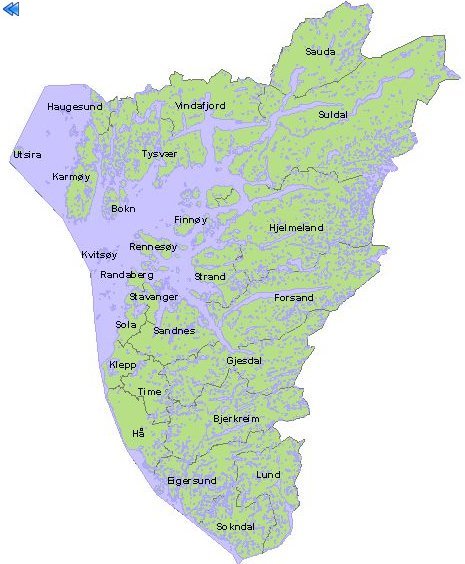 Sauda
Haugesund
Vindafjord
Suldal
Utsira
Tysvær
Karmøy
Bokn
Finnøy
Hjelmeland
Rennesøy
Kvitsøy
Randaberg
Strand
Stavanger
Forsand
Sola
Sandnes
Klepp
Gjesdal
Time
Hå
Bjerkreim
Eigersund
Lund
Sokndal